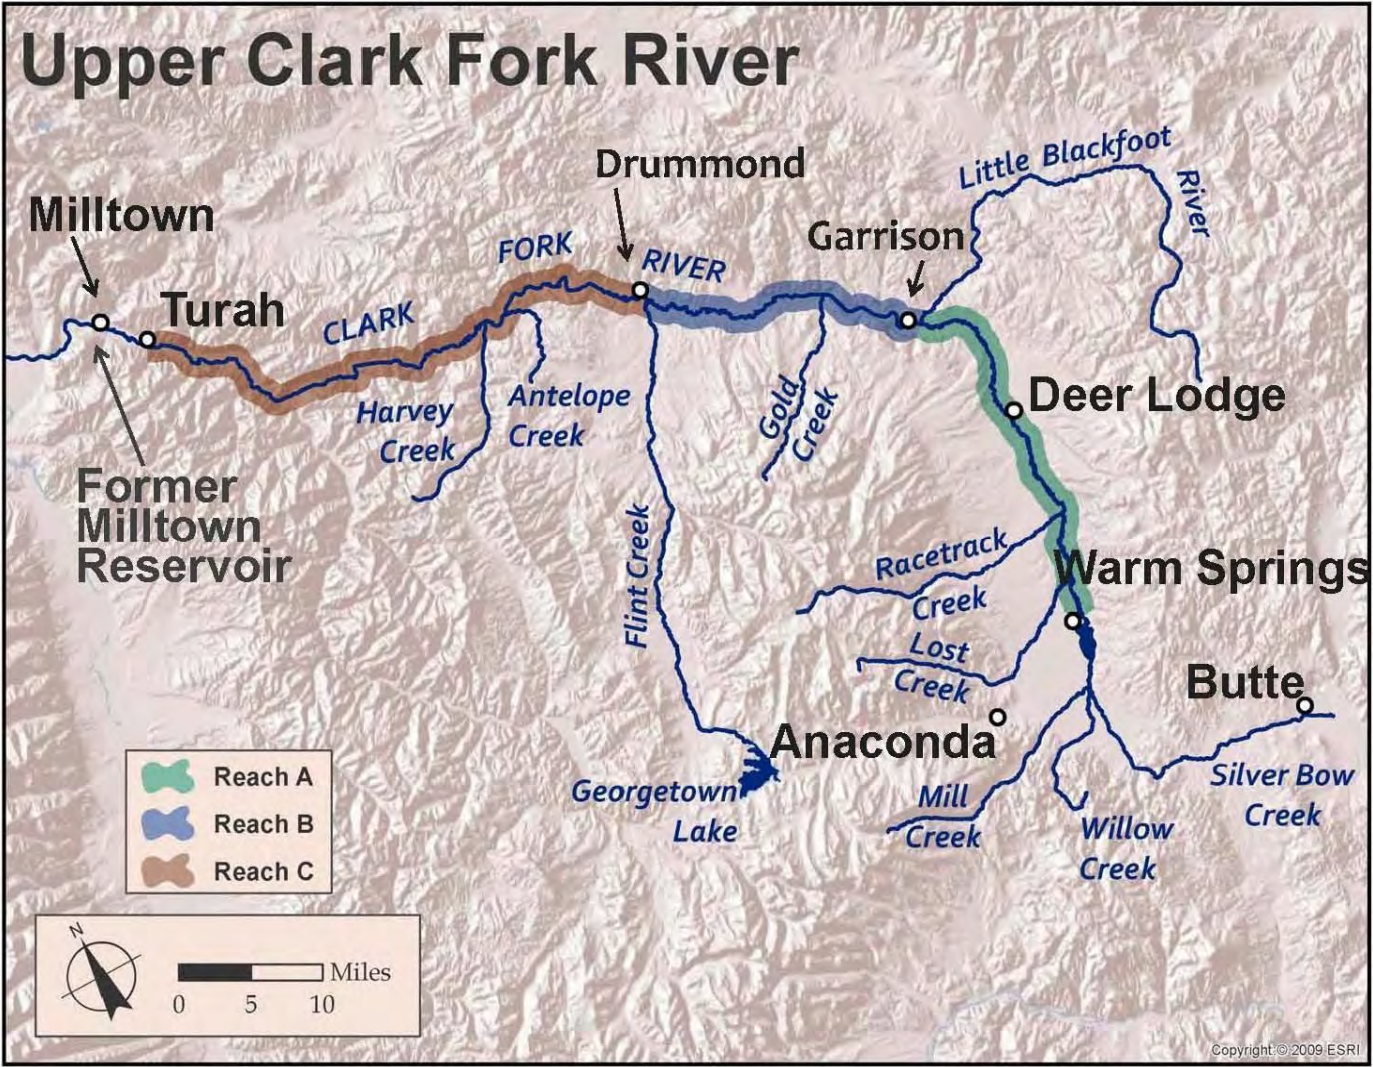 Upper Clark Fork River
Little Blackfoot
River
Drummond
Milltown
Garrison
FORK
RIVER
Turah
CLARK
Deer Lodge
Harvey
Creek
Antelope
Creek
Gold
Creek
Former
Milltown
Reservoir
Flint Creek
Racetrack
Creek
Warm Springs
Lost
Creek
Butte
Anaconda
Georgetown
Lake
Mill
Creek
Willow
Creek
Silver Bow
Creek
Reach A
Reach B
Reach C
N
Miles
0 5 10
Copyright:© 2009 ESRI